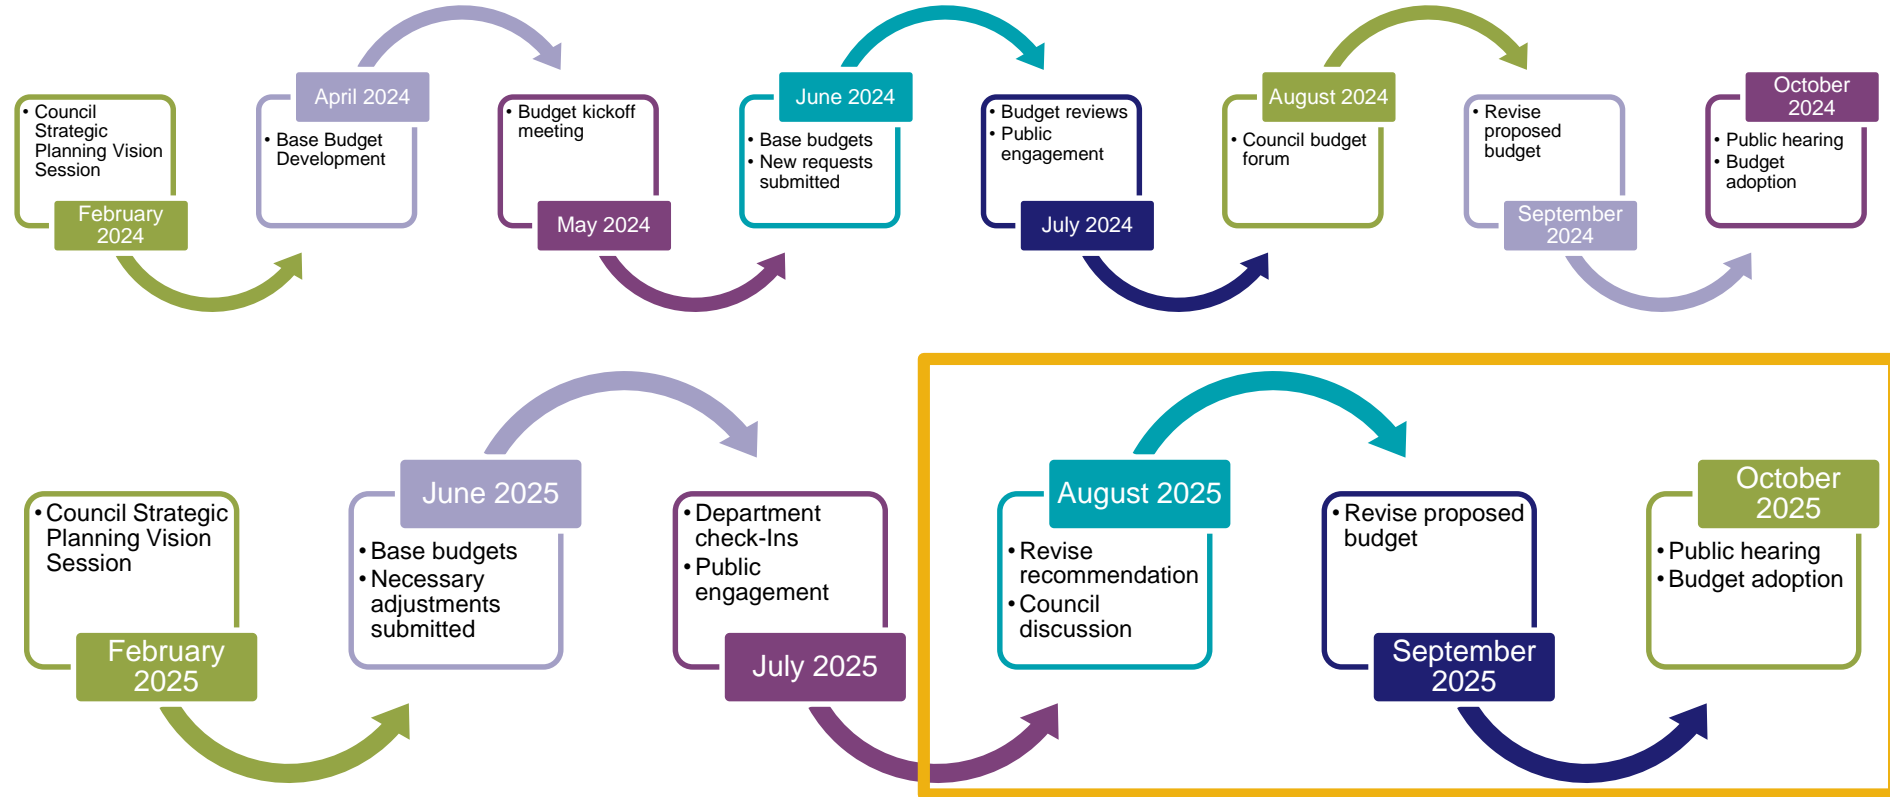 • Council
Strategic
Planning Vision
Session
February
2024
April 2024
• Base Budget
Development
• Budget kickoff
meeting
May 2024
June 2024
• Base budgets
• New requests
submitted
• Budget reviews
• Public
engagement
July 2024
August 2024
• Council budget
forum
• Revise
proposed
budget
September
2024
October
2024
• Public hearing
• Budget
adoption
• Council Strategic
Planning Vision
Session
February
2025
June 2025
• Base budgets
• Necessary
adjustments
submitted
• Department
check-Ins
• Public
engagement
July 2025
August 2025
• Revise
recommendation
• Council
discussion
• Revise proposed
budget
September
2025
October
2025
• Public hearing
• Budget adoption